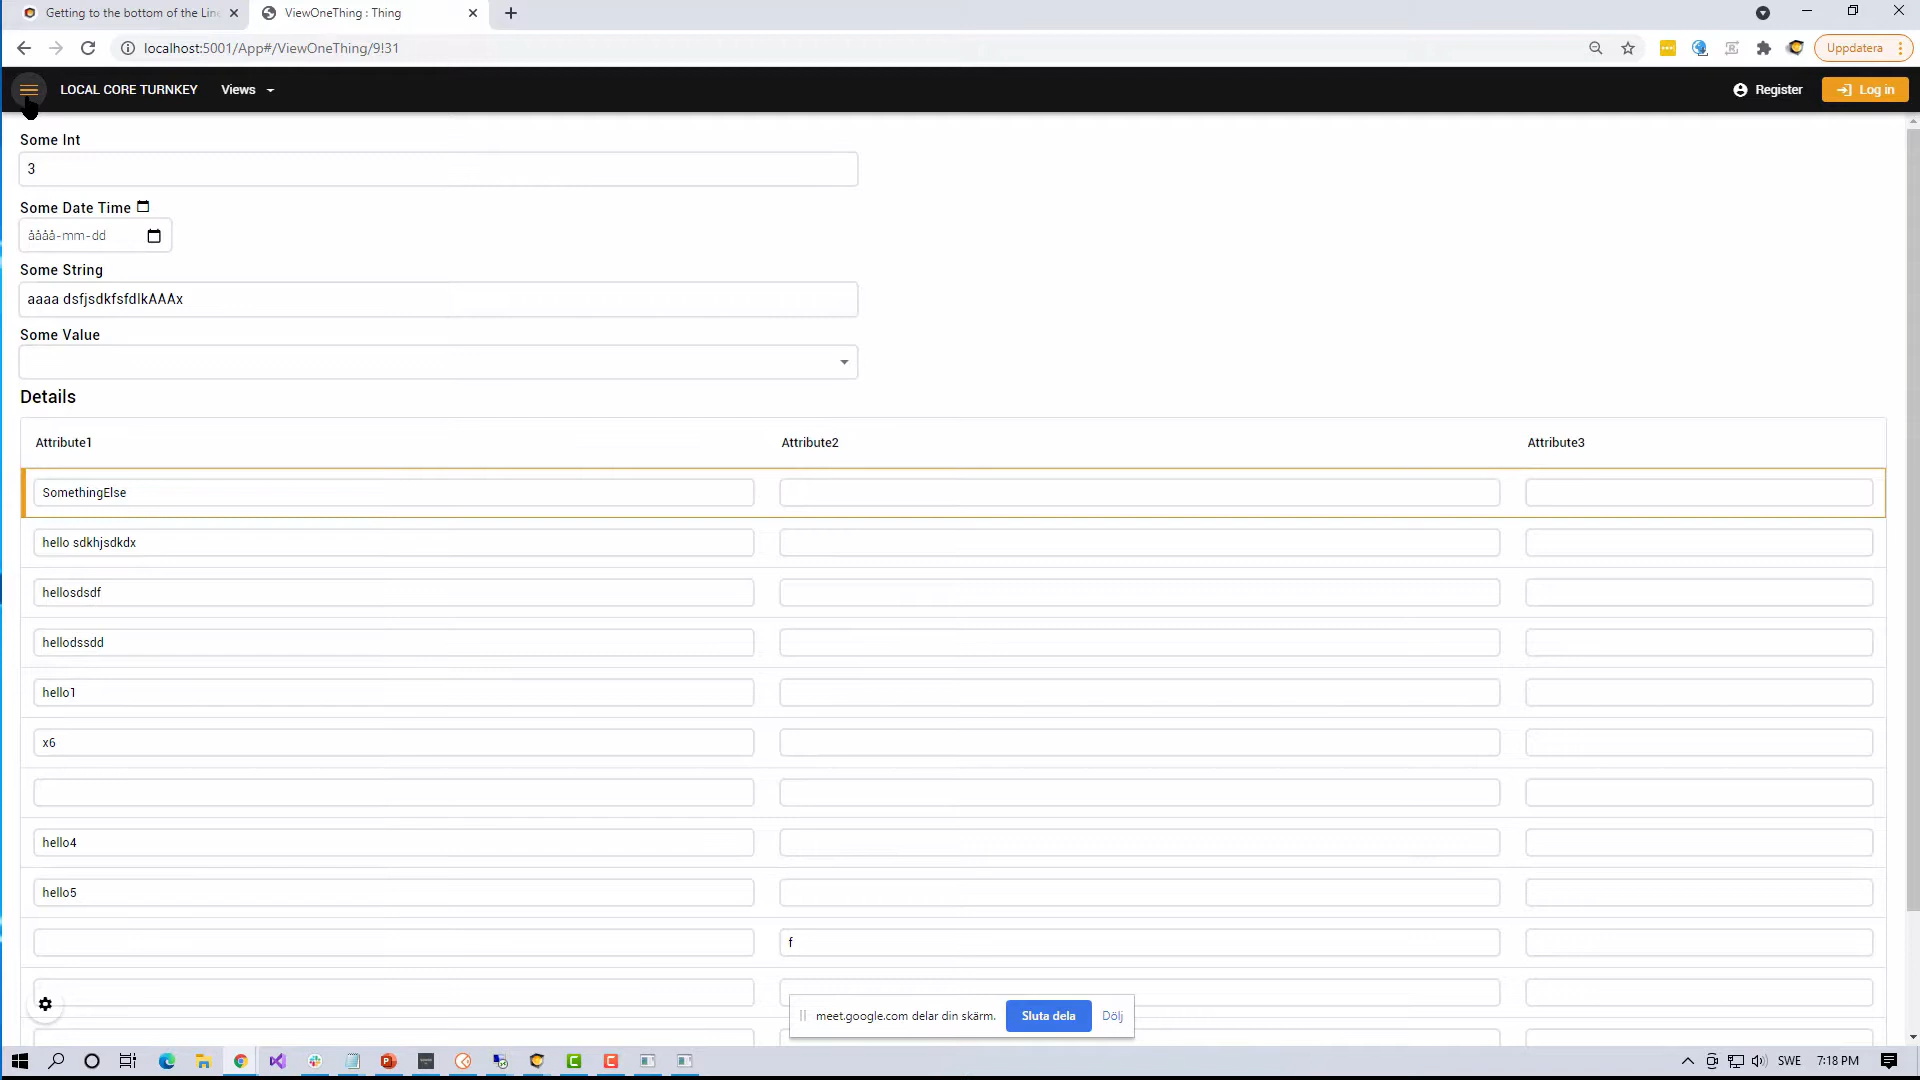 Getting to the bottom of the Line
ViewOneThing : Thing
localhost:5001/App#/ViewOneThing/9!31
Uppdatera
LOCAL CORE TURNKEY
Views
Register
Log in
Some Int
3
Some Date Time
åååå-mm-dd
Some String
aaaa dsfjsdkfsfdlkAAAx
Some Value
Details
Attribute1 Attribute2 Attribute3
SomethingElse
hello sdkhjsdkdx
hellosdsdf
hellodssdd
hello1
x6
hello4
hello5
f
meet.google.com delar din skärm.
Sluta dela
Dölj
SWE
7:18 PM